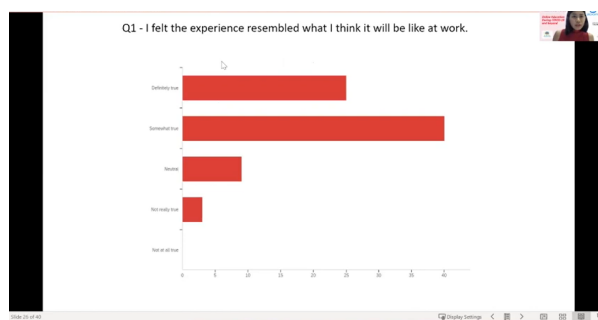 Q1 - I felt the experience resembled what I think it will be like at work.
Definitely true
Somewhat true
Neutral
Not really true
Not at all true
0 5 10 15 20 25 30 35 40
Slide 20 of 40
Display Settings